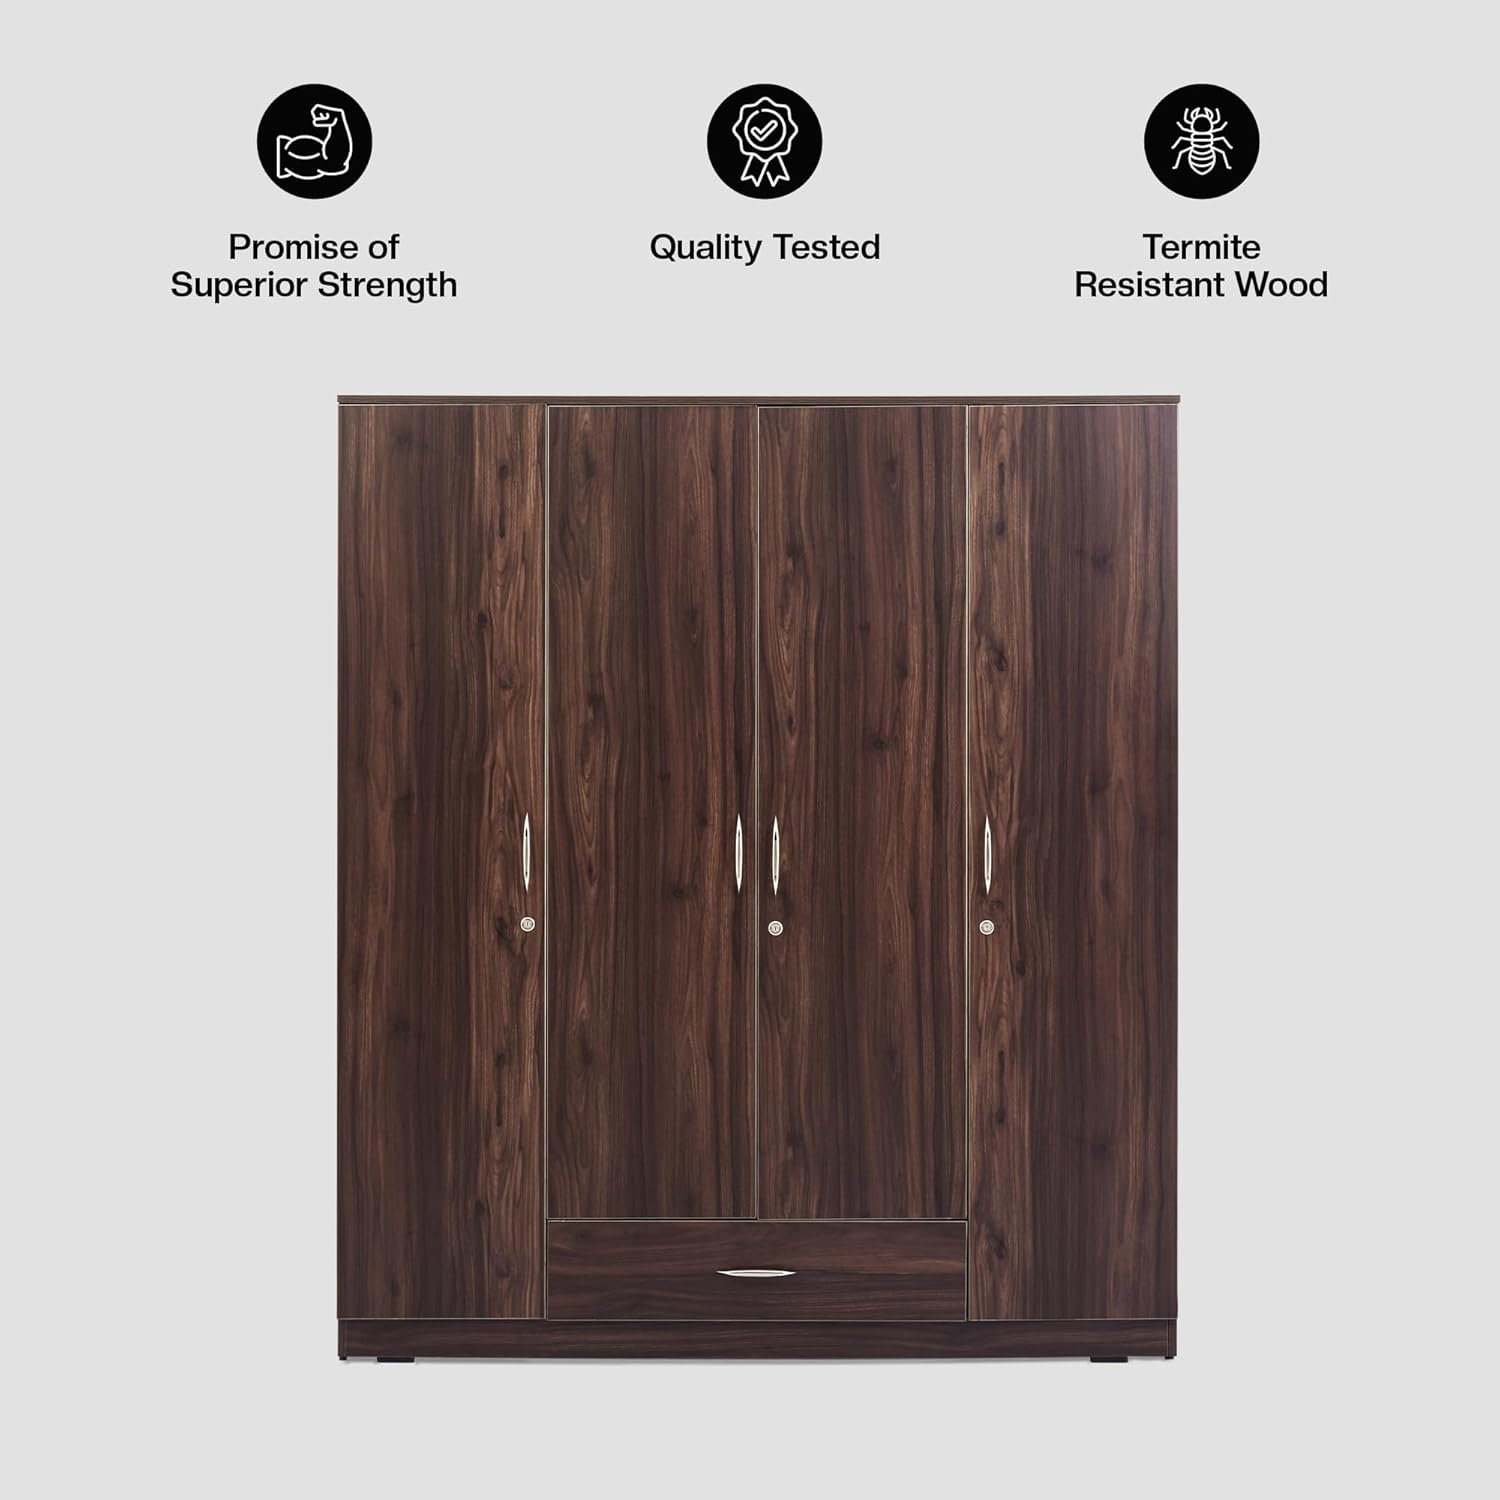 Promise of
Superior Strength
Quality Tested
Termite
Resistant Wood